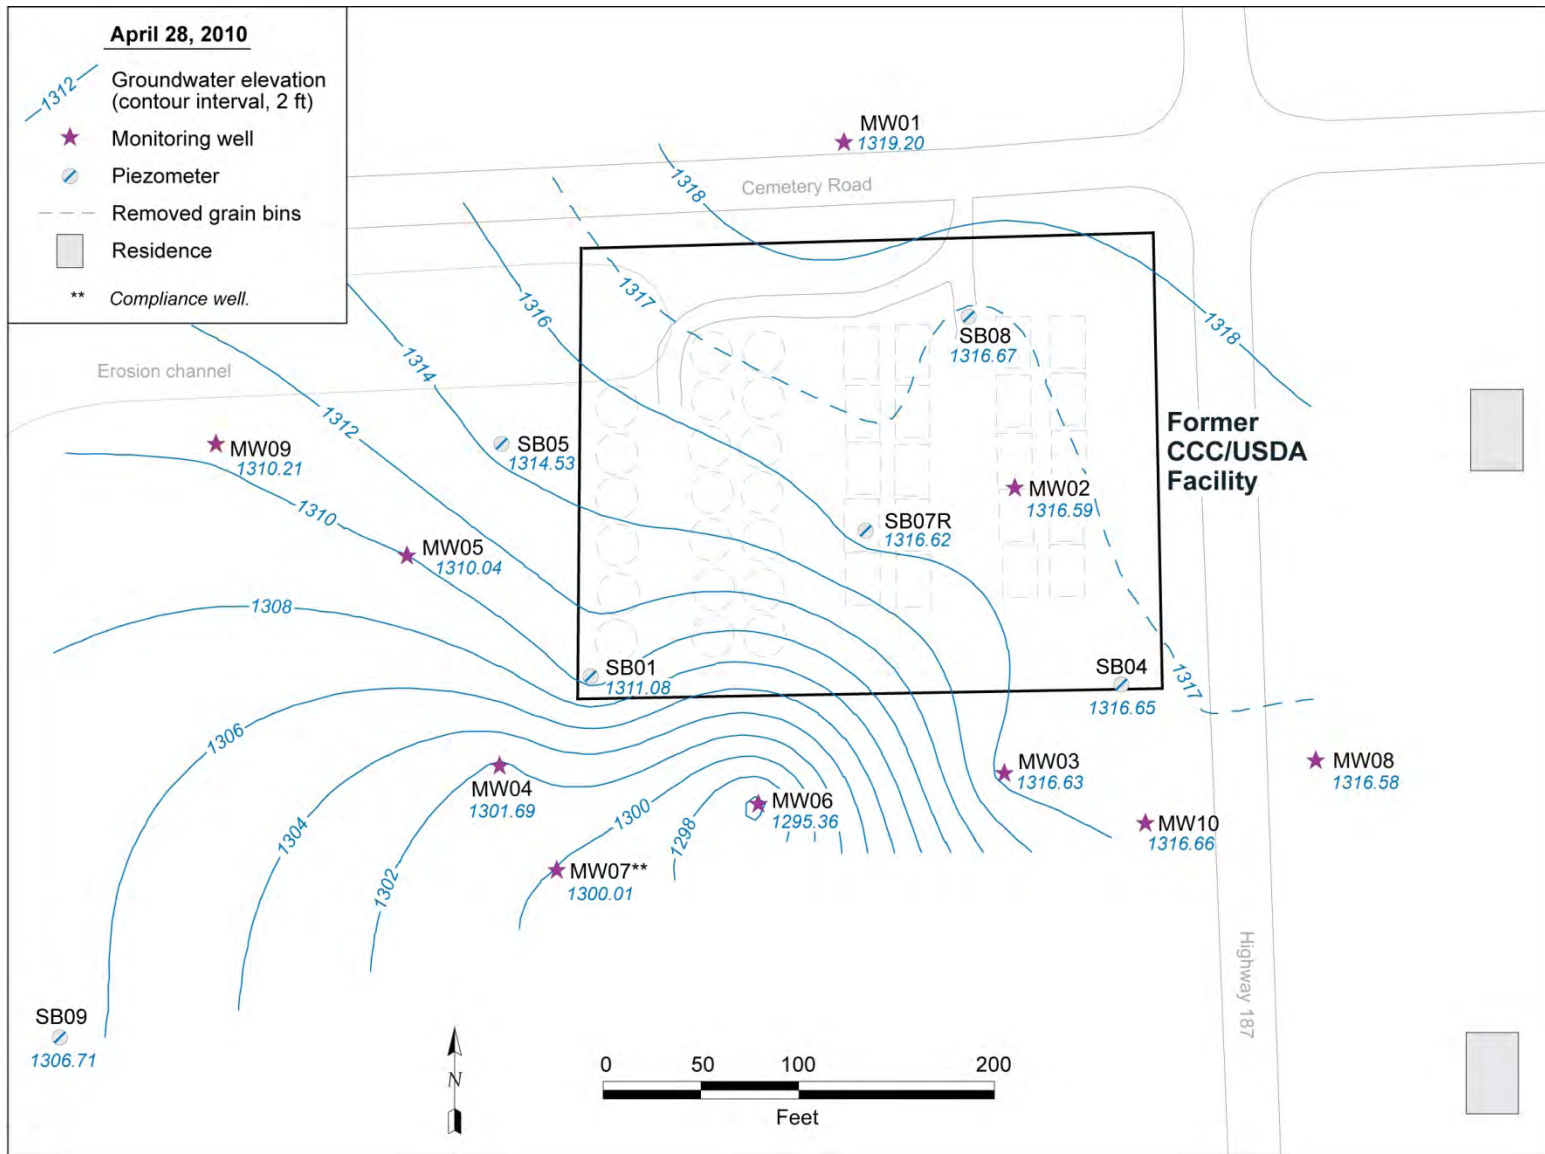 April 28, 2010
1312
Groundwater elevation
(contour interval, 2 ft)
Monitoring well
Piezometer
Removed grain bins
Residence
** Compliance well.
MW01
1319.20
Cemetery Road
1318
1317
1316
1318
SB08
1316.67
1314
Erosion channel
1312
Former
CCC/USDA
Facility
MW09
1310.21
SB05
1314.53
MW02
1316.59
1310
SB07R
1316.62
MW05
1310.04
1308
SB01
1311.08
SB04
1316.65
1317
1306
MW04
1301.69
MW03
1316.63
MW08
1316.58
1304
1300
1298
MW06
1295.36
MW10
1316.66
1302
MW07**
1300.01
Highway 187
SB09
1306.71
N
0 50 100 200
Feet